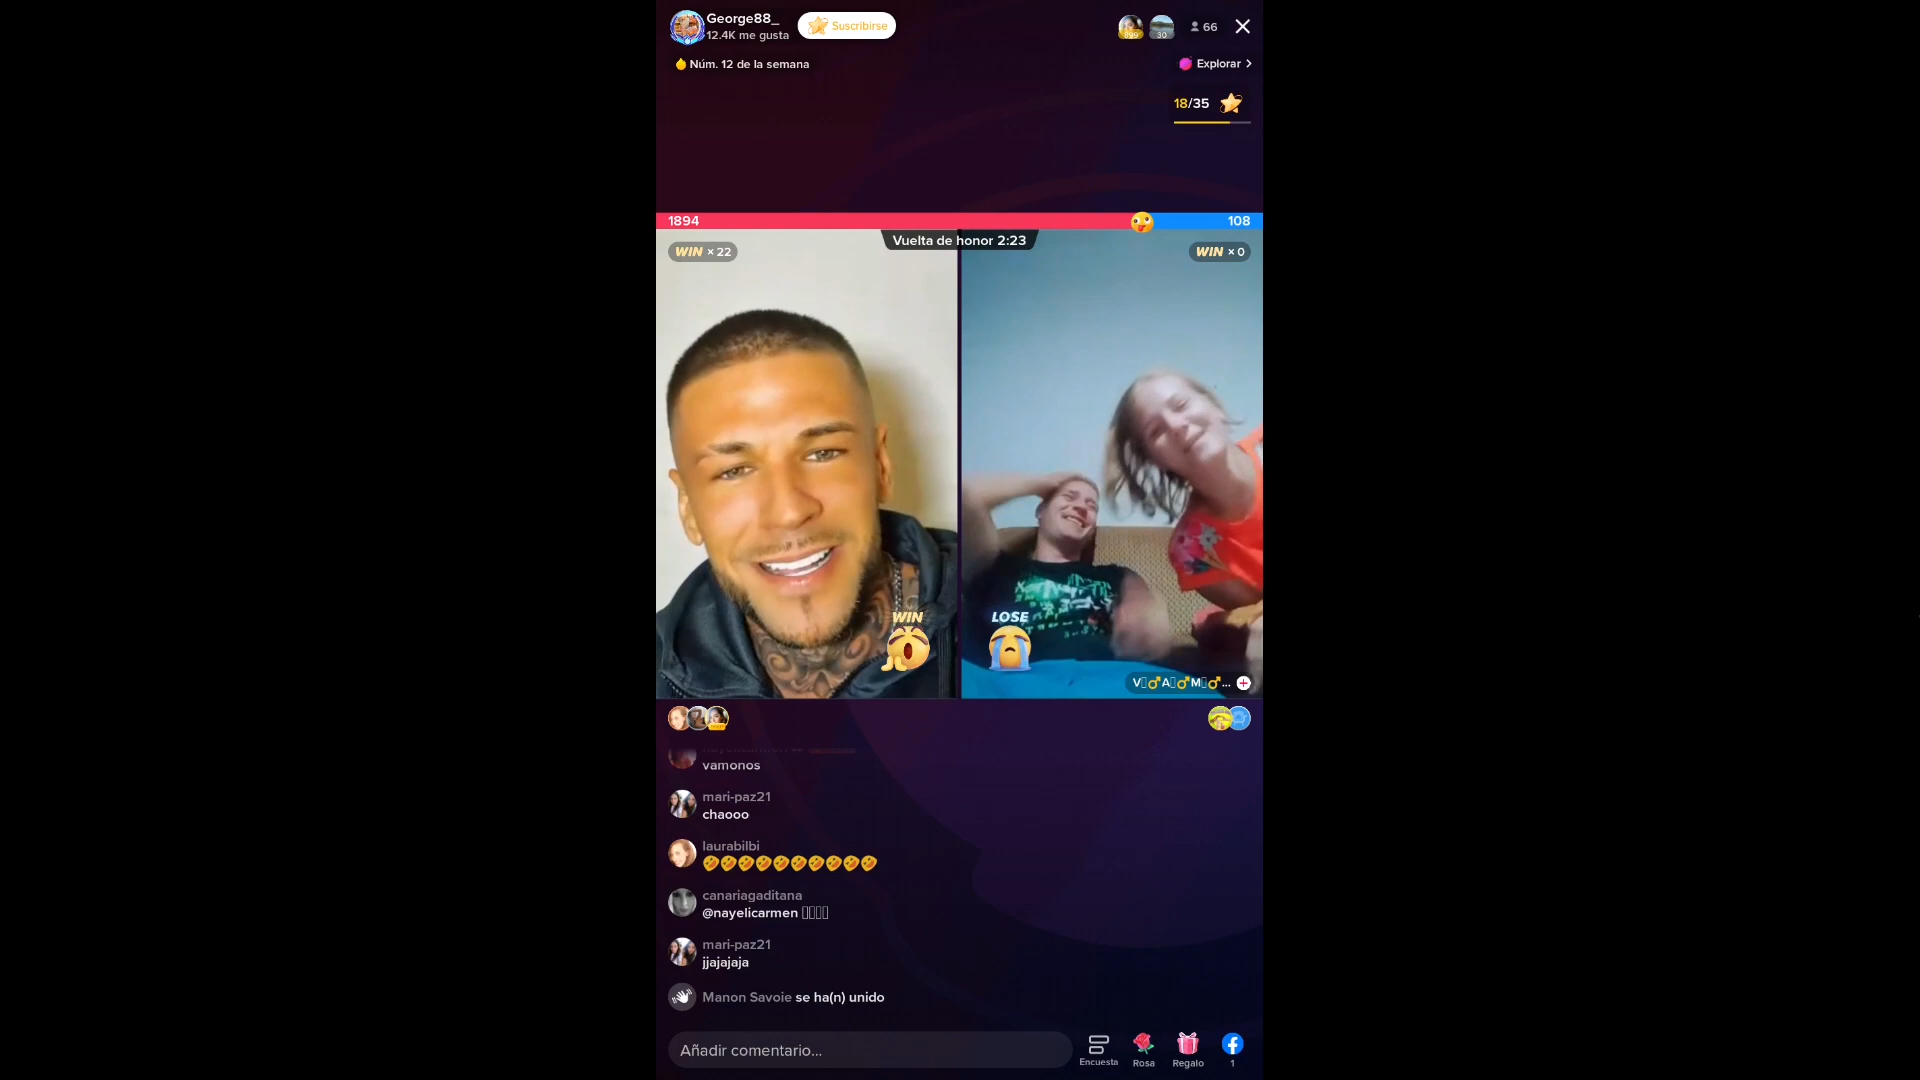 George88_
12.4K me gusta
Suscribirse
899
30
66
Núm. 12 de la semana
Explorar
18/35
1894
108
Vuelta de honor 2:23
WIN × 22
WIN × 0
WIN
LOSE
V♂A♂M♂...
vamonos
mari-paz21
chaooo
laurabilbi
🤣🤣🤣🤣🤣🤣🤣🤣🤣🤣
canariagaditana
@nayelicarmen
mari-paz21
jjajajaja
Manon Savoie se ha(n) unido
Añadir comentario...
Encuesta
Rosa
Regalo
1